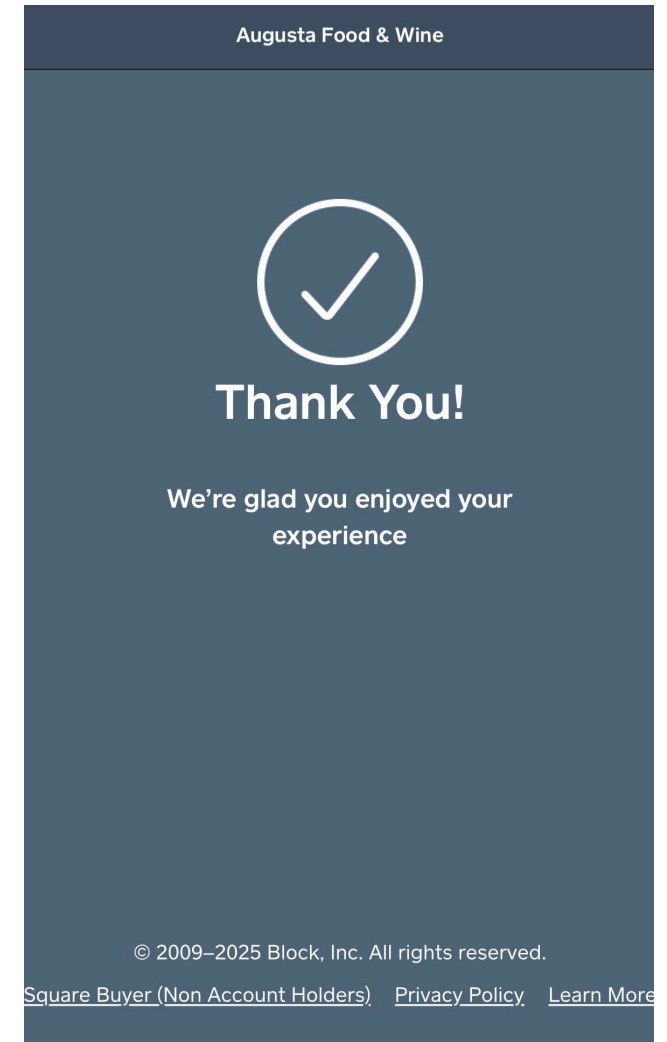 Augusta Food & Wine
Thank You!
We’re glad you enjoyed your
experience
© 2009–2025 Block, Inc. All rights reserved.
Square Buyer (Non Account Holders) Privacy Policy Learn More